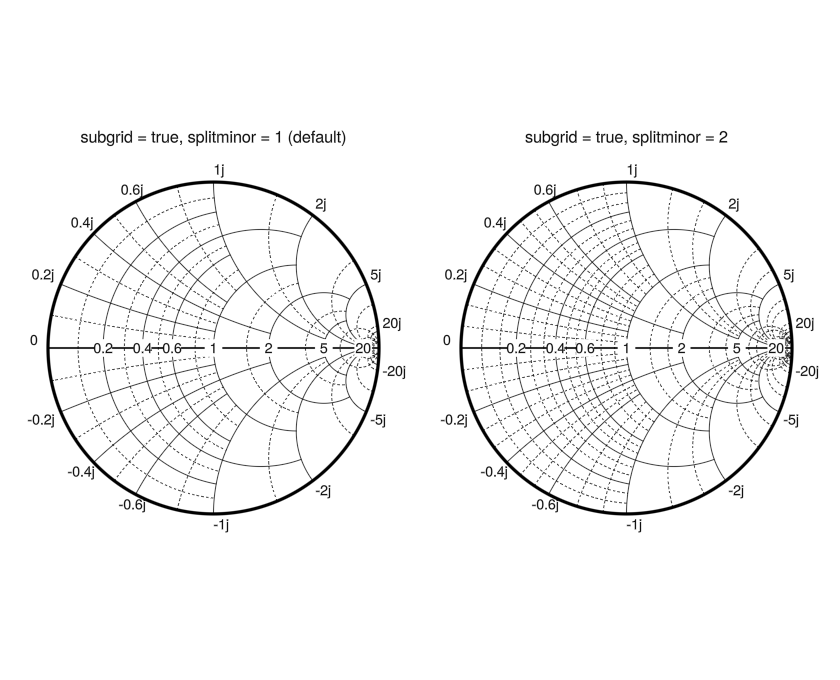 subgrid = true, splitminor = 1 (default)
1j
0.6j
2j
0.4j
0.2j
5j
20j
0
0.2 0.4 0.6 1 2 5 20
-20j
-0.2j
-5j
-0.4j
-2j
-0.6j
-1j
subgrid = true, splitminor = 2
1j
0.6j
2j
0.4j
0.2j
5j
20j
0
0.2 0.4 0.6 1 2 5 20
-20j
-0.2j
-5j
-0.4j
-2j
-0.6j
-1j